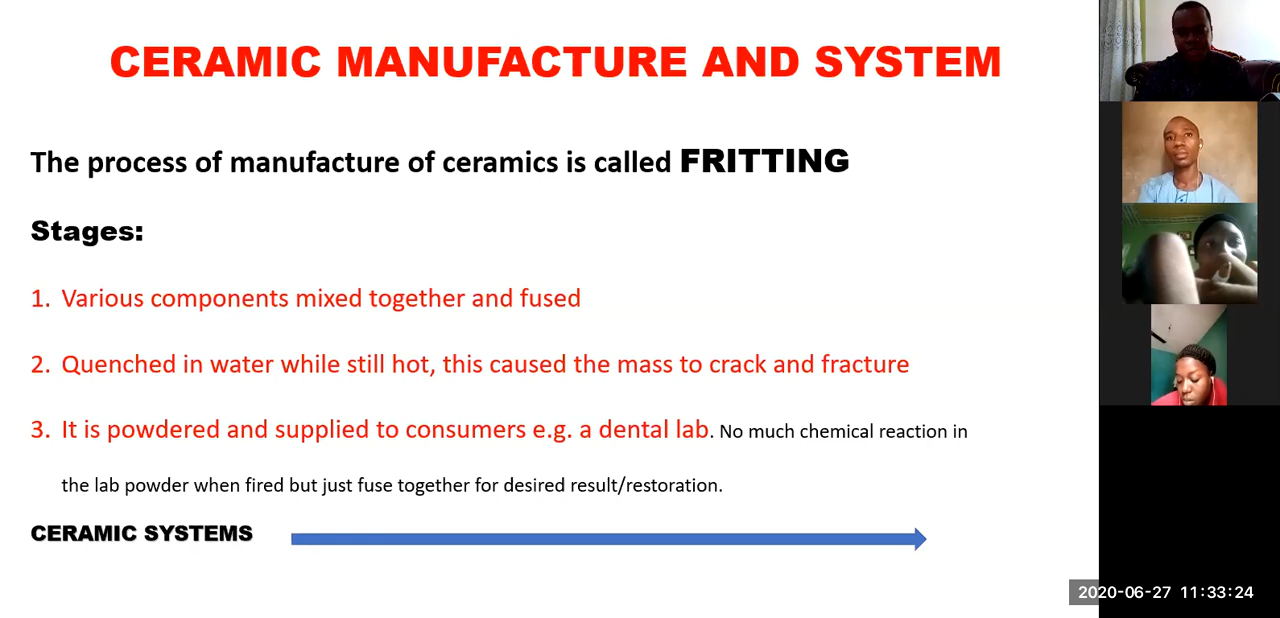 CERAMIC MANUFACTURE AND SYSTEM
The process of manufacture of ceramics is called FRITTING
Stages:
1. Various components mixed together and fused
2. Quenched in water while still hot, this caused the mass to crack and fracture
3. It is powdered and supplied to consumers e.g. a dental lab. No much chemical reaction in
the lab powder when fired but just fuse together for desired result/restoration.
CERAMIC SYSTEMS
2020-06-27 11:33:24